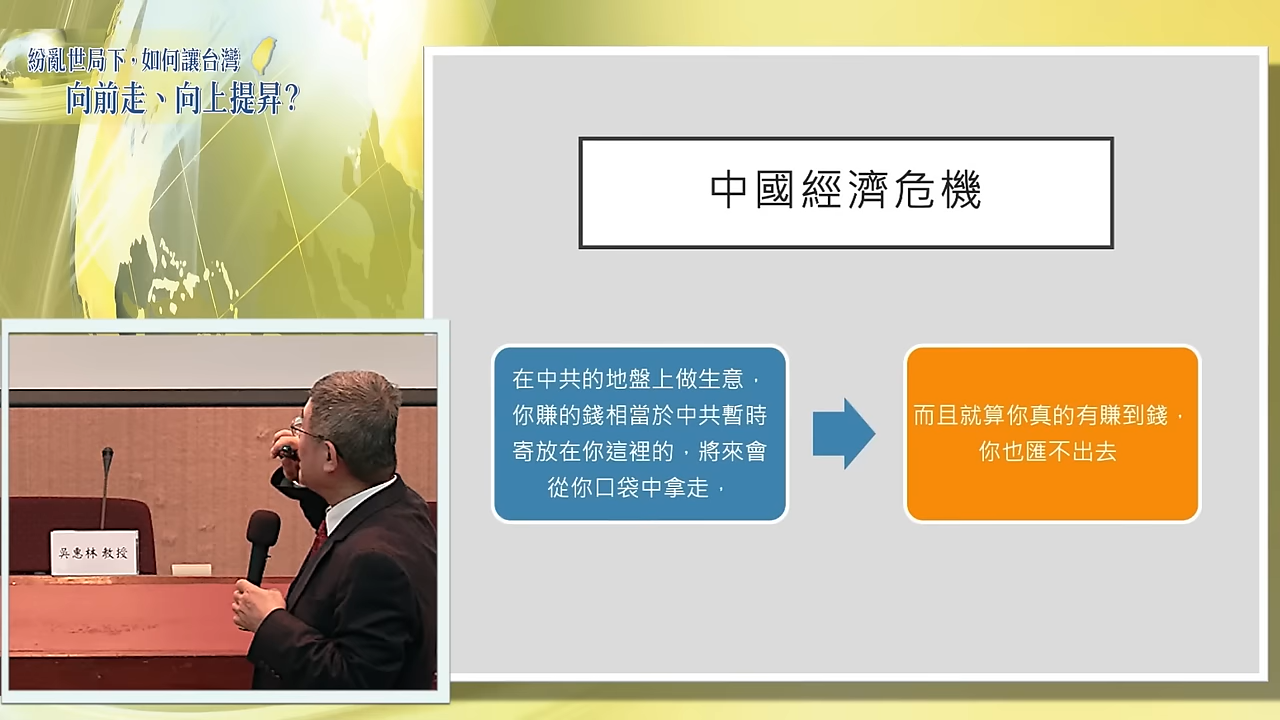 紛亂世局下，如何讓台灣
向前走、向上提昇？
中國經濟危機
在中共的地盤上做生意，
你賺的錢相當於中共暫時
寄放在你這裡的，將來會
從你口袋中拿走，
而且就算你真的有賺到錢，
你也匯不出去
吳惠林 教授